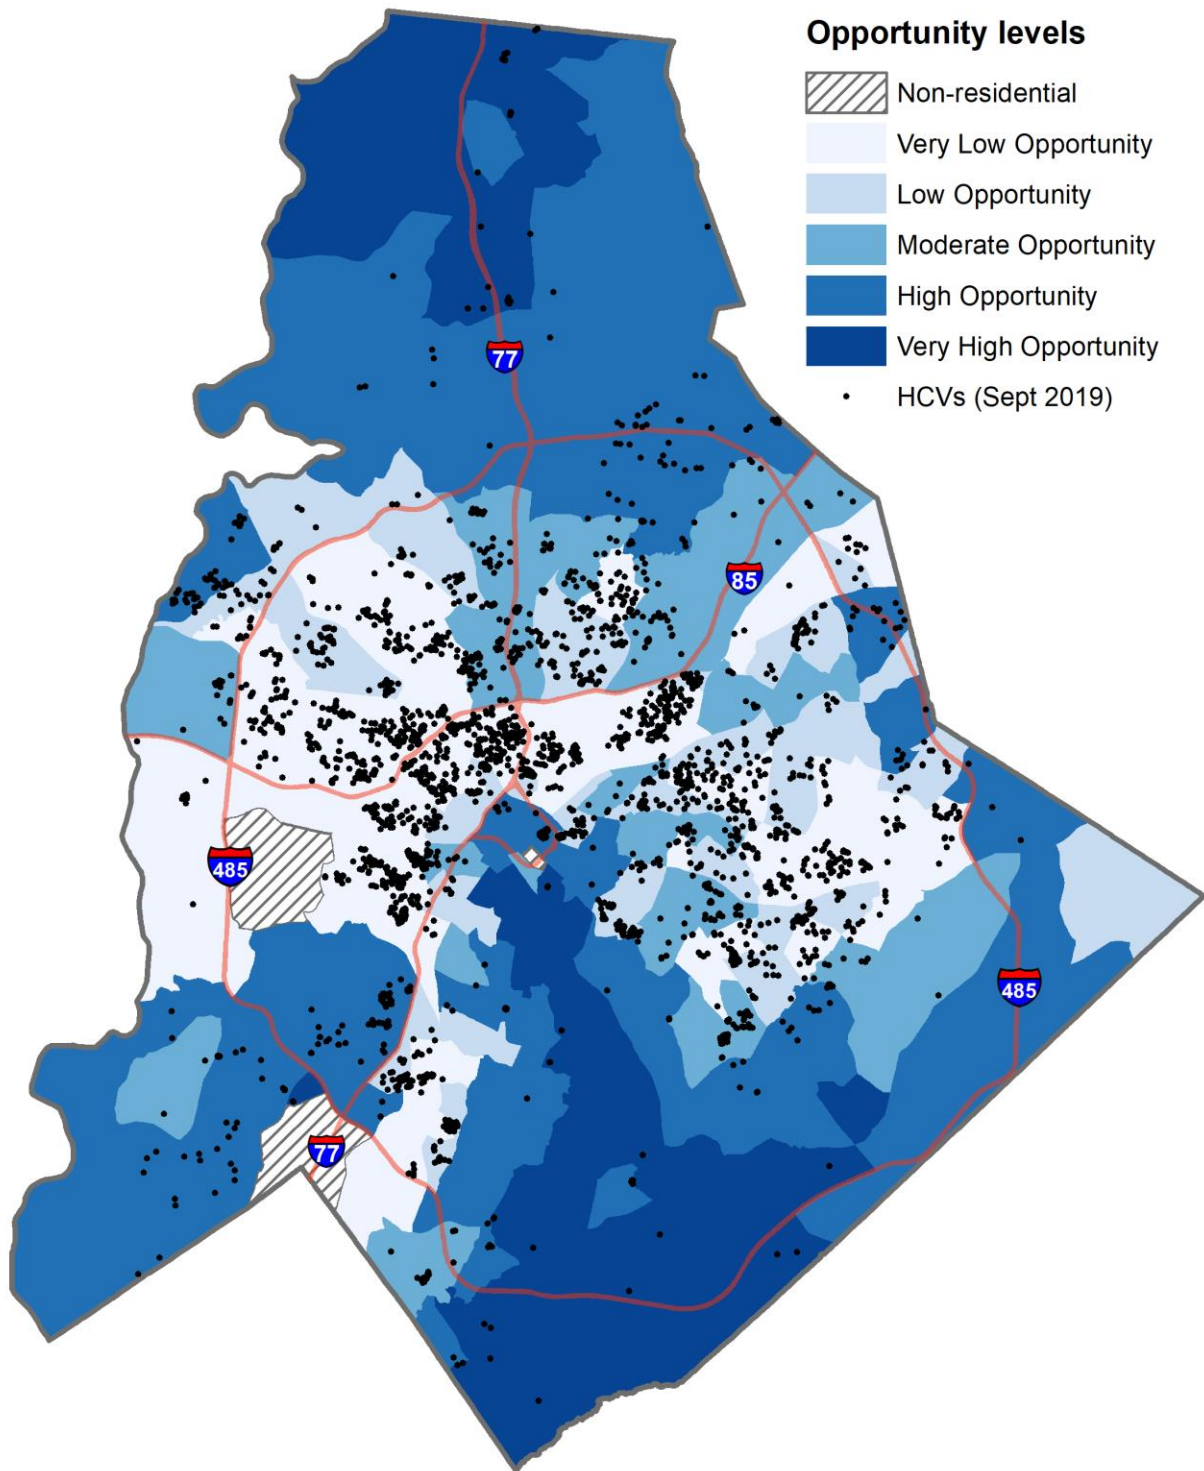 Opportunity levels
Non-residential
Very Low Opportunity
Low Opportunity
Moderate Opportunity
High Opportunity
Very High Opportunity
HCVs (Sept 2019)
77
85
485
485
77